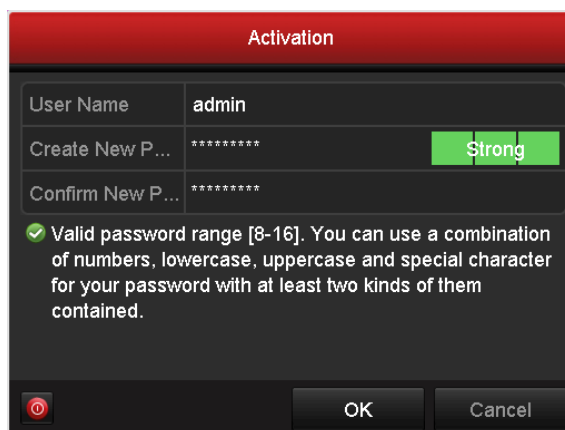 Activation
User Name admin
Create New P... ********* Strong
Confirm New P... *********
Valid password range [8-16]. You can use a combination
of numbers, lowercase, uppercase and special character
for your password with at least two kinds of them
contained.
OK Cancel